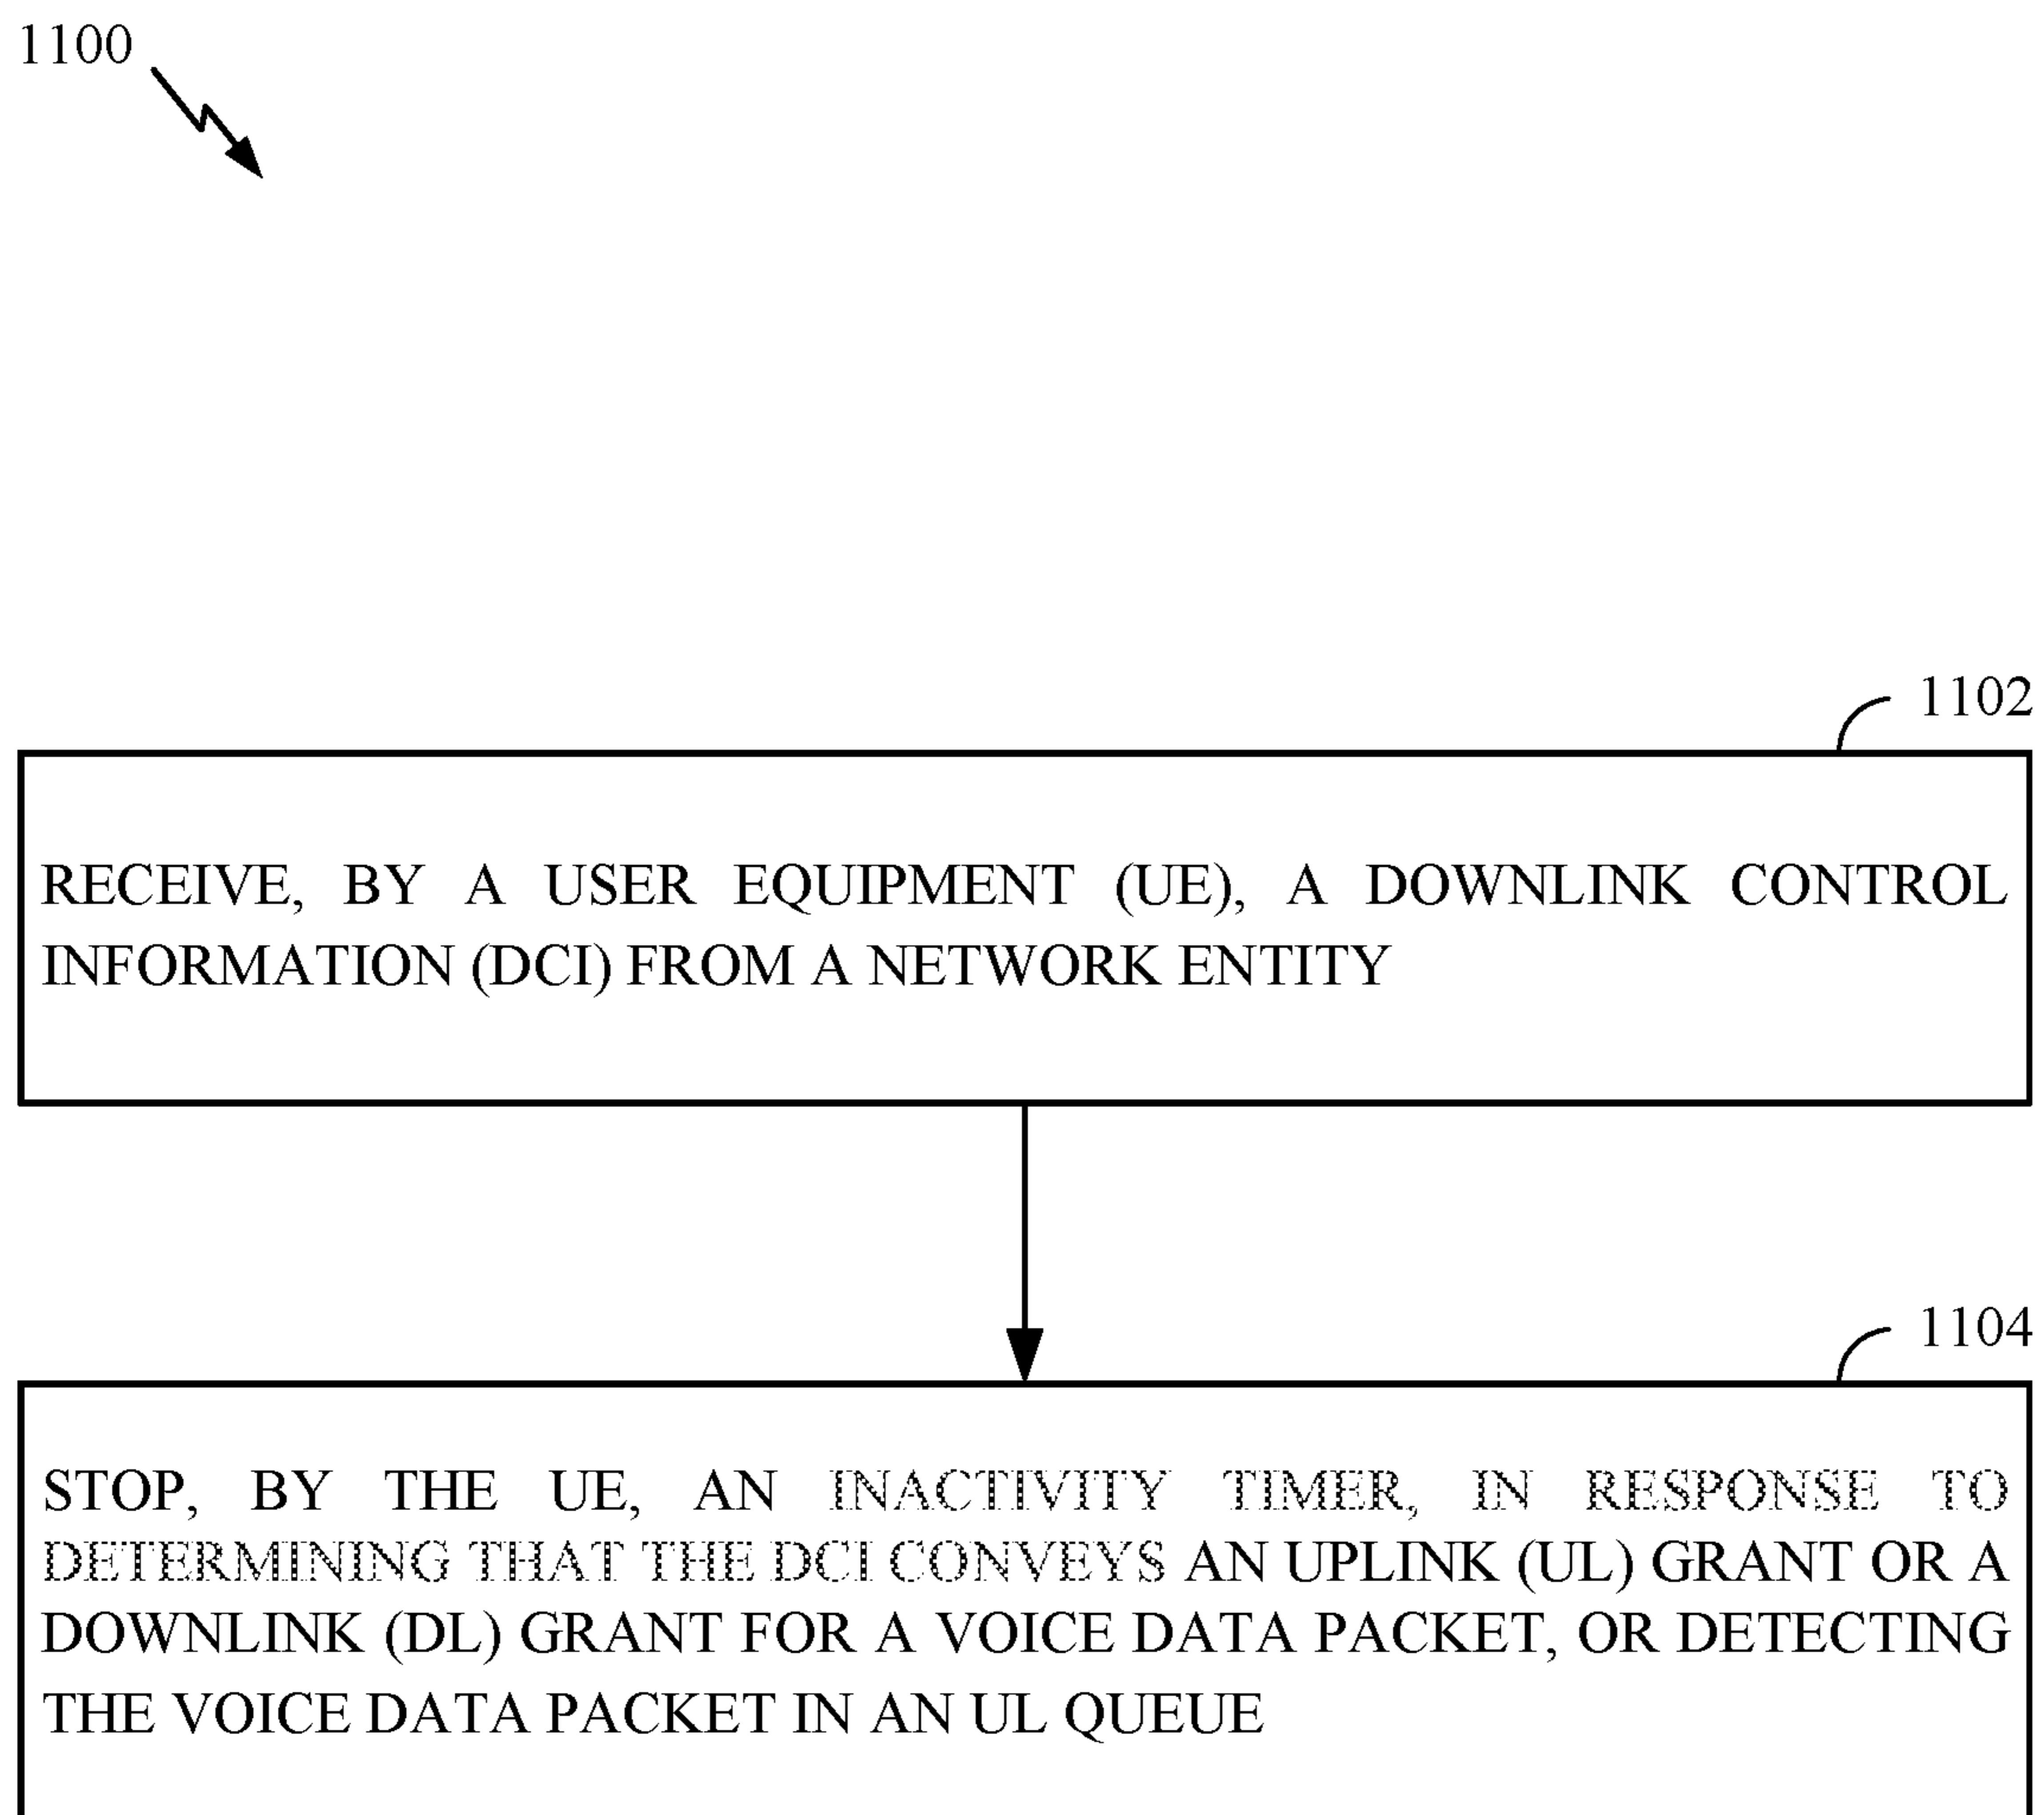 1100
1102
RECEIVE, BY A USER EQUIPMENT (UE), A DOWNLINK CONTROL
INFORMATION (DCI) FROM A NETWORK ENTITY
1104
STOP, BY THE UE, AN INACTIVITY TIMER, IN RESPONSE TO
DETERMINING THAT THE DCI CONVEYS AN UPLINK (UL) GRANT OR A
DOWNLINK (DL) GRANT FOR A VOICE DATA PACKET, OR DETECTING
THE VOICE DATA PACKET IN AN UL QUEUE